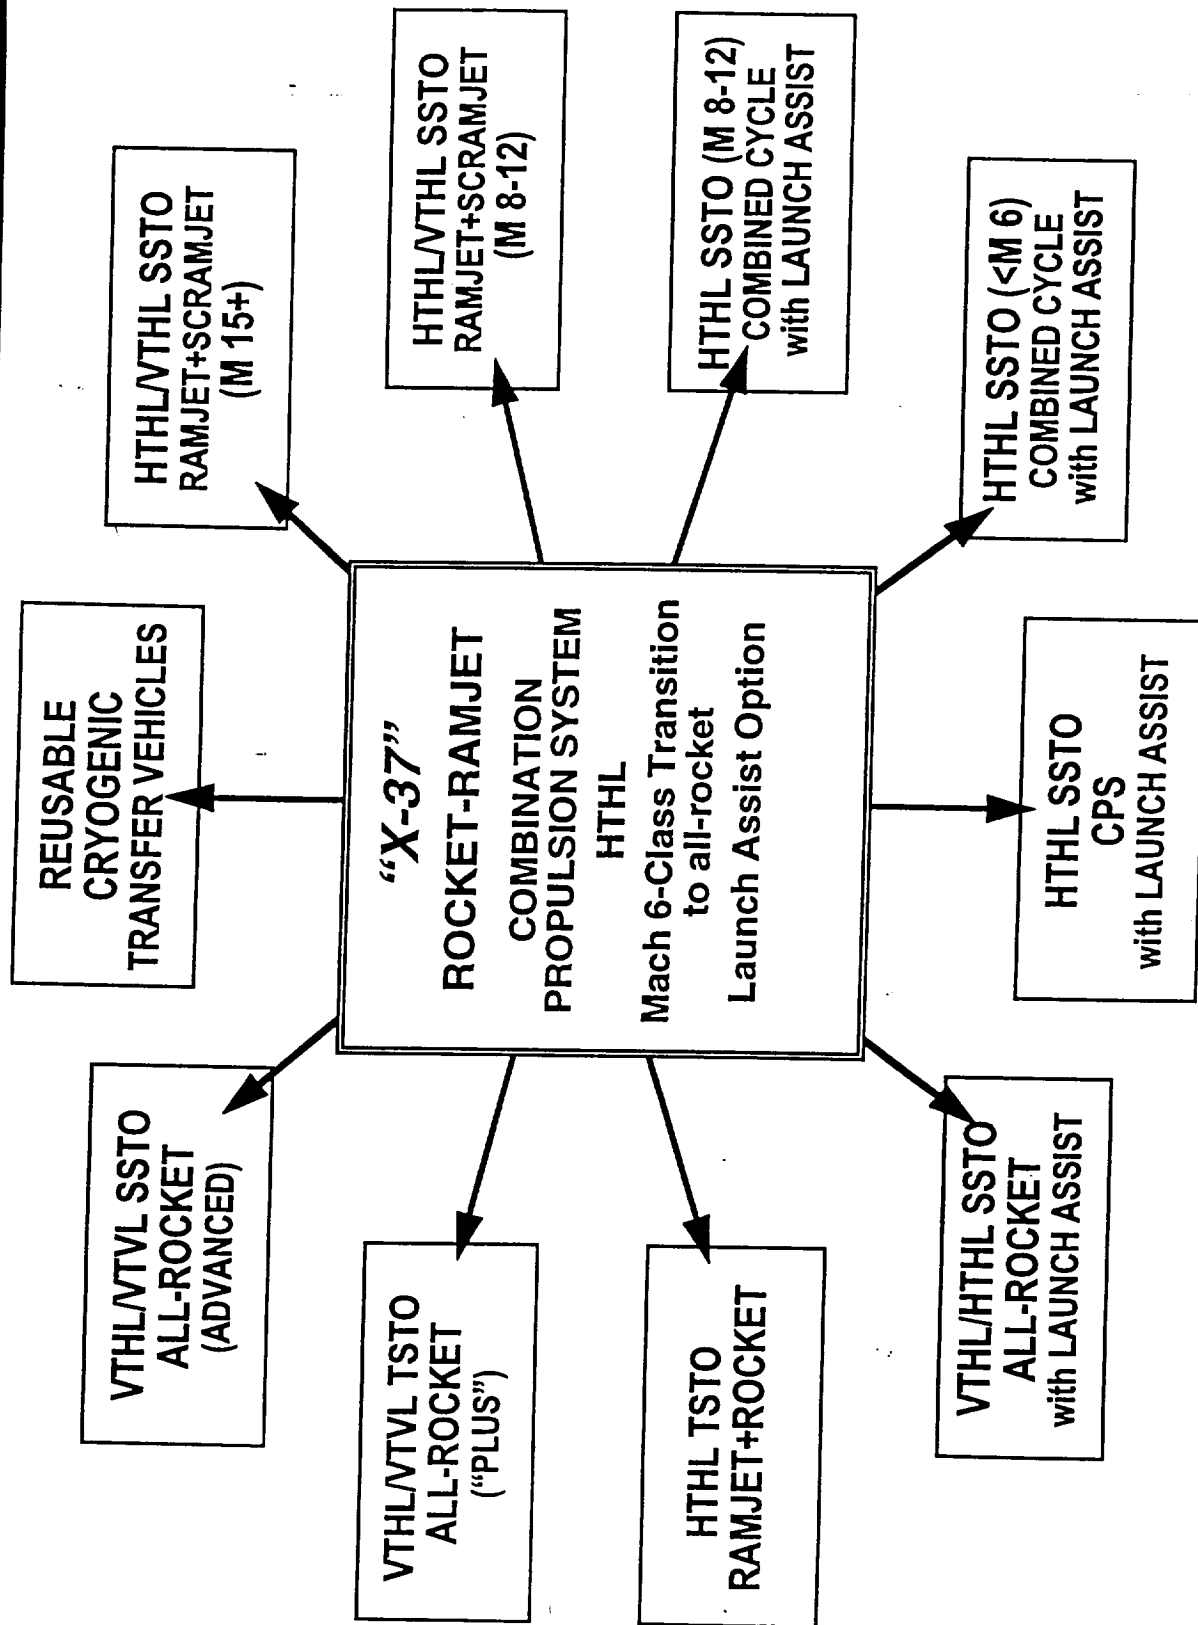 REUSABLE
CRYOGENIC
TRANSFER VEHICLES
VTHL/VTVL SSTO
ALL-ROCKET
(ADVANCED)
HTHL/VTHL SSTO
RAMJET+SCRAMJET
(M 15+)
VTHL/VTVL TSTO
ALL-ROCKET
(“PLUS”)
“X-37”
ROCKET-RAMJET
COMBINATION
PROPULSION SYSTEM
HTHL
Mach 6-Class Transition
to all-rocket
Launch Assist Option
HTHL/VTHL SSTO
RAMJET+SCRAMJET
(M 8-12)
HTHL TSTO
RAMJET+ROCKET
HTHL SSTO (M 8-12)
COMBINED CYCLE
with LAUNCH ASSIST
VTHL/HTHL SSTO
ALL-ROCKET
with LAUNCH ASSIST
HTHL SSTO
CPS
with LAUNCH ASSIST
HTHL SSTO (<M 6)
COMBINED CYCLE
with LAUNCH ASSIST